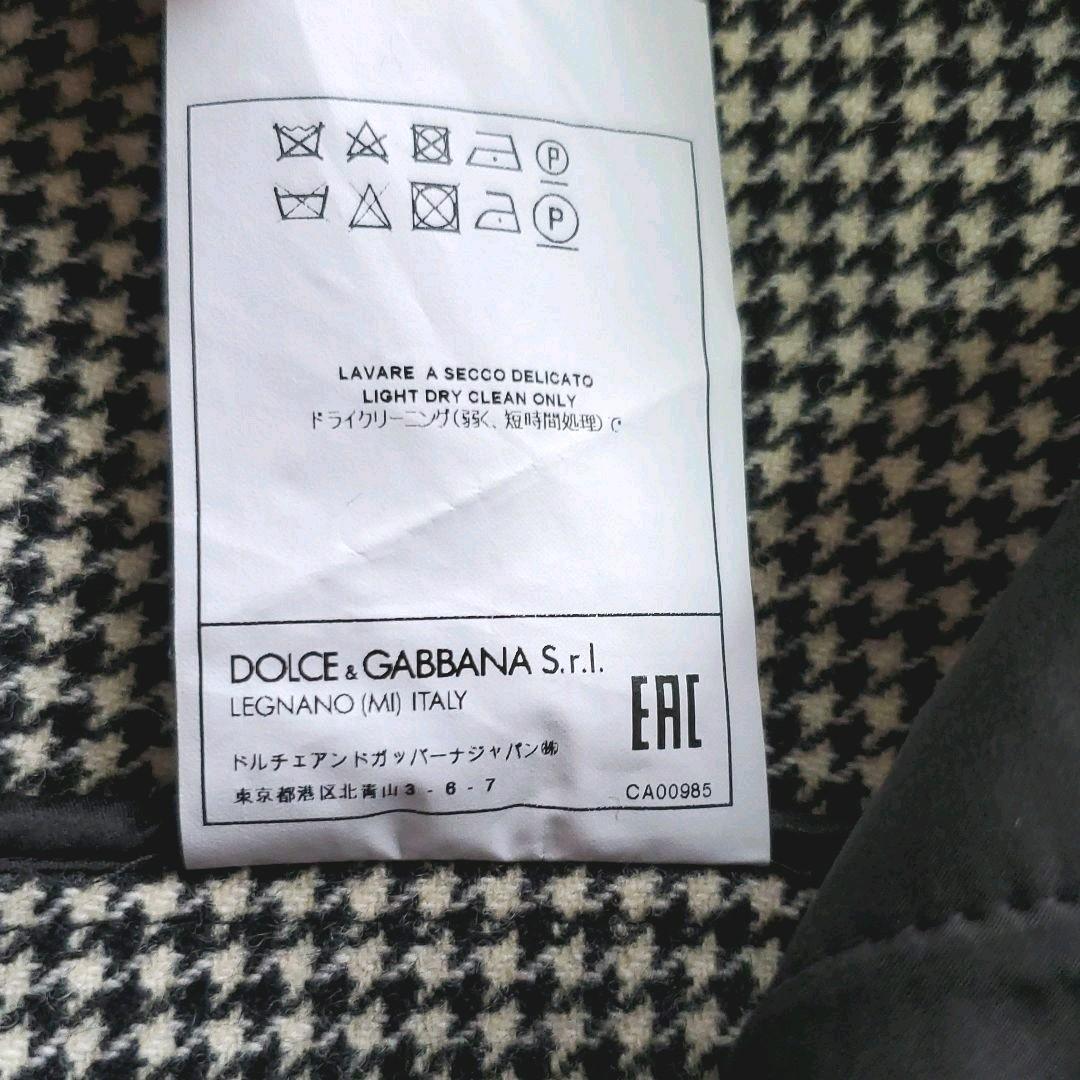 P
P
LAVARE A SECCO DELICATO
LIGHT DRY CLEAN ONLY
ドライクリーニング(弱く、短時間処理)で
DOLCE & GABBANA S.r.l.
LEGNANO (MI) ITALY
EAC
ドルチェアンドガッバーナジャパン㈱
東京都港区北青山3-6-7
CA00985